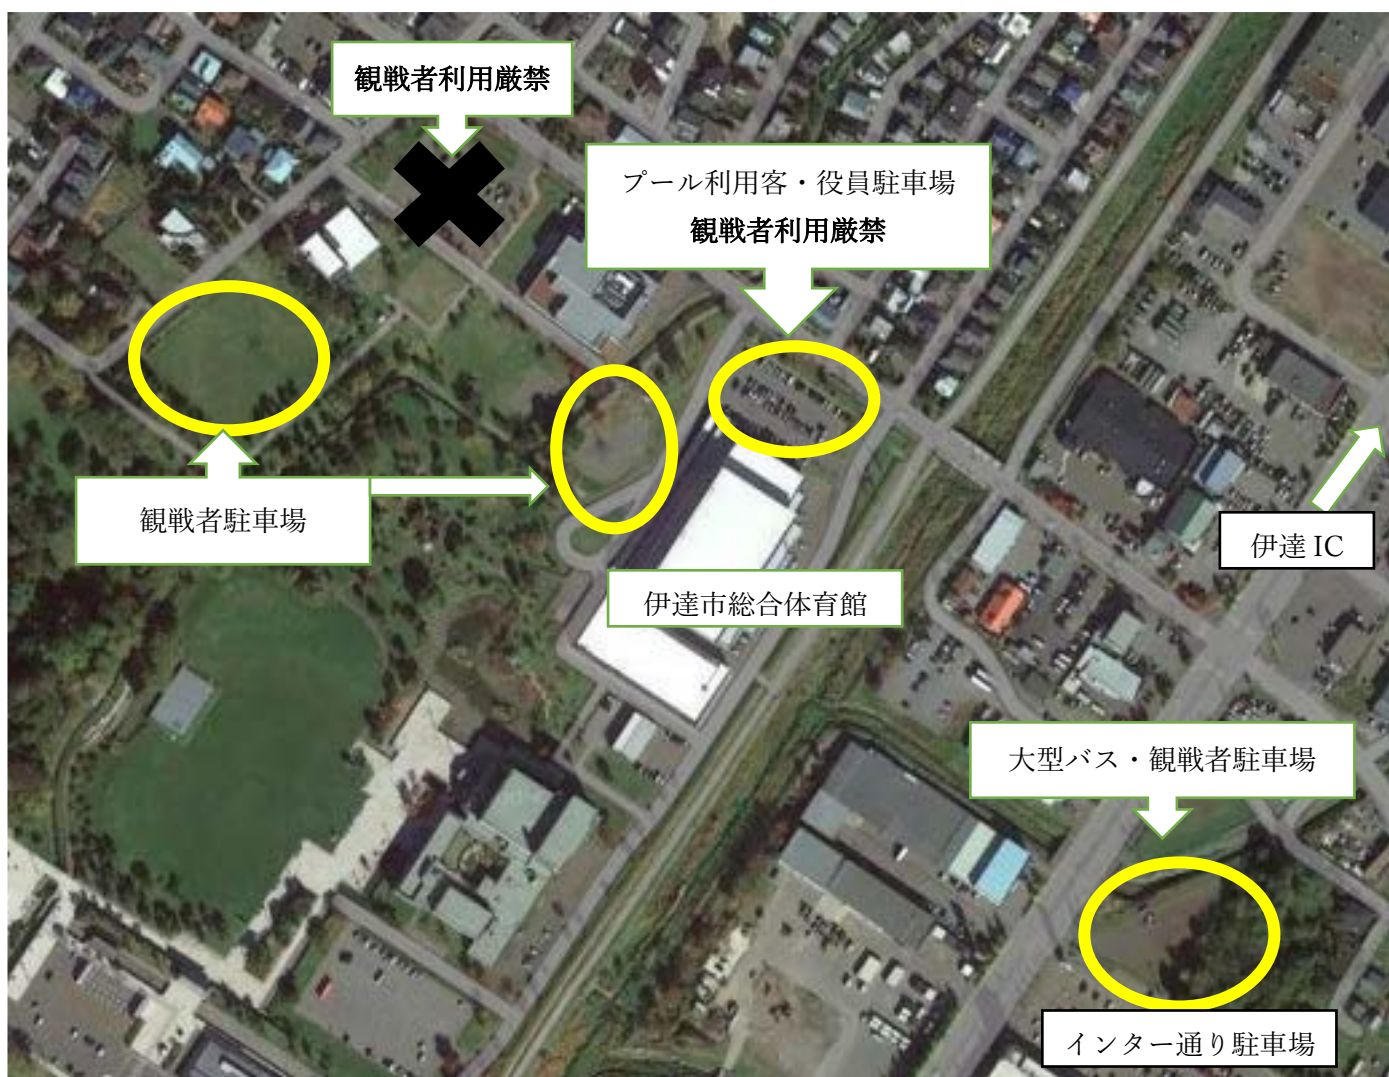 観戦者利用厳禁
プール利用客・役員駐車場
観戦者利用厳禁
観戦者駐車場
伊達 IC
伊達市総合体育館
大型バス・観戦者駐車場
インター通り駐車場